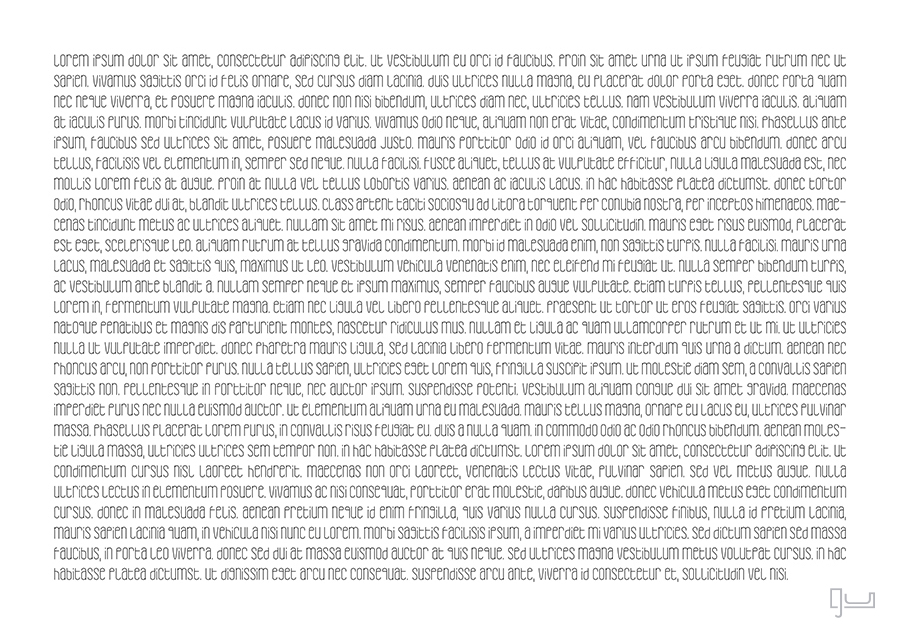 Lorem ipsum dolor sit amet, consectetur adipiscing elit. Ut vestibulum eu orci id faucibus. Proin sit amet urna ut ipsum feugiat rutrum nec ut
sapien. Vivamus sagittis orci id felis ornare, sed cursus diam lacinia. Duis ultrices nulla magna, eu placerat dolor porta eget. Donec porta quam
nec neque viverra, et posuere magna iaculis. Donec non nisi bibendum, ultrices diam nec, ultricies tellus. Nam vestibulum viverra iaculis. Aliquam
at iaculis purus. Morbi tincidunt vulputate lacus id varius. Vivamus odio neque, aliquam non erat vitae, condimentum tristique nisi. Phasellus ante
ipsum, faucibus sed ultrices sit amet, posuere malesuada justo. Mauris porttitor odio id orci aliquam, vel faucibus arcu bibendum. Donec arcu
tellus, facilisis vel elementum in, semper sed neque. Nulla facilisi. Fusce aliquet, tellus at vulputate efficitur, nulla ligula malesuada est, nec
mollis lorem felis at augue. Proin at nulla vel tellus lobortis varius. Aenean ac iaculis lacus. In hac habitasse platea dictumst. Donec tortor
odio, rhoncus vitae dui at, blandit ultrices tellus. Class aptent taciti sociosqu ad litora torquent per conubia nostra, per inceptos himenaeos. Mae-
cenas tincidunt metus ac ultrices aliquet. Nullam sit amet mi risus. Aenean imperdiet in odio vel sollicitudin. Mauris eget risus euismod, placerat
est eget, scelerisque leo. Aliquam rutrum at tellus gravida condimentum. Morbi id malesuada enim, non sagittis turpis. Nulla facilisi. Mauris urna
lacus, malesuada et sagittis quis, maximus ut leo. Vestibulum vehicula venenatis enim, nec eleifend mi feugiat ut. Nulla semper bibendum turpis,
ac vestibulum ante blandit a. Nullam semper neque et ipsum maximus, semper faucibus augue vulputate. Etiam turpis tellus, pellentesque quis
lorem in, fermentum vulputate magna. Etiam nec ligula vel libero pellentesque aliquet. Praesent ut tortor ut eros feugiat sagittis. Orci varius
natoque penatibus et magnis dis parturient montes, nascetur ridiculus mus. Nullam et ligula ac quam ullamcorper rutrum et ut mi. Ut ultricies
nulla ut vulputate imperdiet. Donec pharetra mauris ligula, sed lacinia libero fermentum vitae. Mauris interdum quis urna a dictum. Aenean nec
rhoncus arcu, non porttitor purus. Nulla tellus sapien, ultricies eget lorem quis, fringilla suscipit ipsum. Ut molestie diam sem, a convallis sapien
sagittis non. Pellentesque in porttitor neque, nec auctor ipsum. Suspendisse potenti. Vestibulum aliquam congue dui sit amet gravida. Maecenas
imperdiet purus nec nulla euismod auctor. Ut elementum aliquam urna eu malesuada. Mauris tellus magna, ornare eu lacus eu, ultrices pulvinar
massa. Phasellus placerat lorem purus, in convallis risus feugiat eu. Duis a nulla quam. In commodo odio ac odio rhoncus bibendum. Aenean moles-
tie ligula massa, ultricies ultrices sem tempor non. In hac habitasse platea dictumst. Lorem ipsum dolor sit amet, consectetur adipiscing elit. Ut
condimentum cursus nisl laoreet hendrerit. Maecenas non orci laoreet, venenatis lectus vitae, pulvinar sapien. Sed vel metus augue. Nulla
ultrices lectus in elementum posuere. Vivamus ac nisi consequat, porttitor erat molestie, dapibus augue. Donec vehicula metus eget condimentum
cursus. Donec in malesuada felis. Aenean pretium neque id enim fringilla, quis varius nulla cursus. Suspendisse finibus, nulla id pretium lacinia,
mauris sapien lacinia quam, in vehicula nisi nunc eu lorem. Morbi sagittis facilisis ipsum, a imperdiet mi varius ultricies. Sed dictum sapien sed massa
faucibus, in porta leo viverra. Donec sed dui at massa euismod auctor at quis neque. Sed ultrices magna vestibulum metus volutpat cursus. In hac
habitasse platea dictumst. Ut dignissim eget arcu nec consequat. Suspendisse arcu ante, viverra id consectetur et, sollicitudin vel nisi.